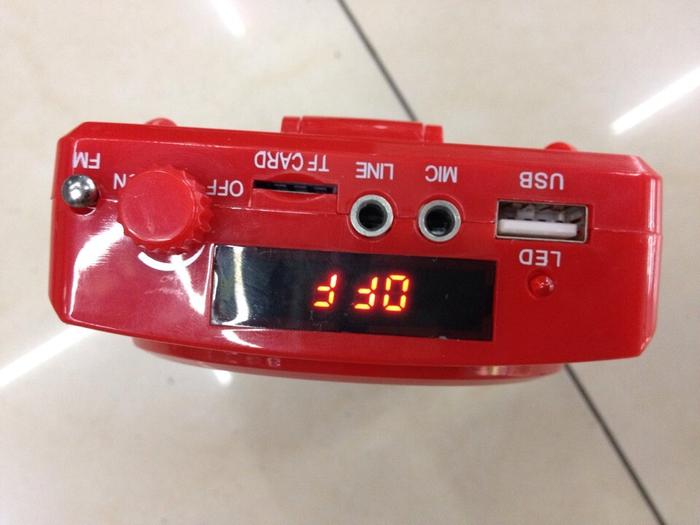 OFF
LED
USB MIC LINE TF CARD OFF N FM